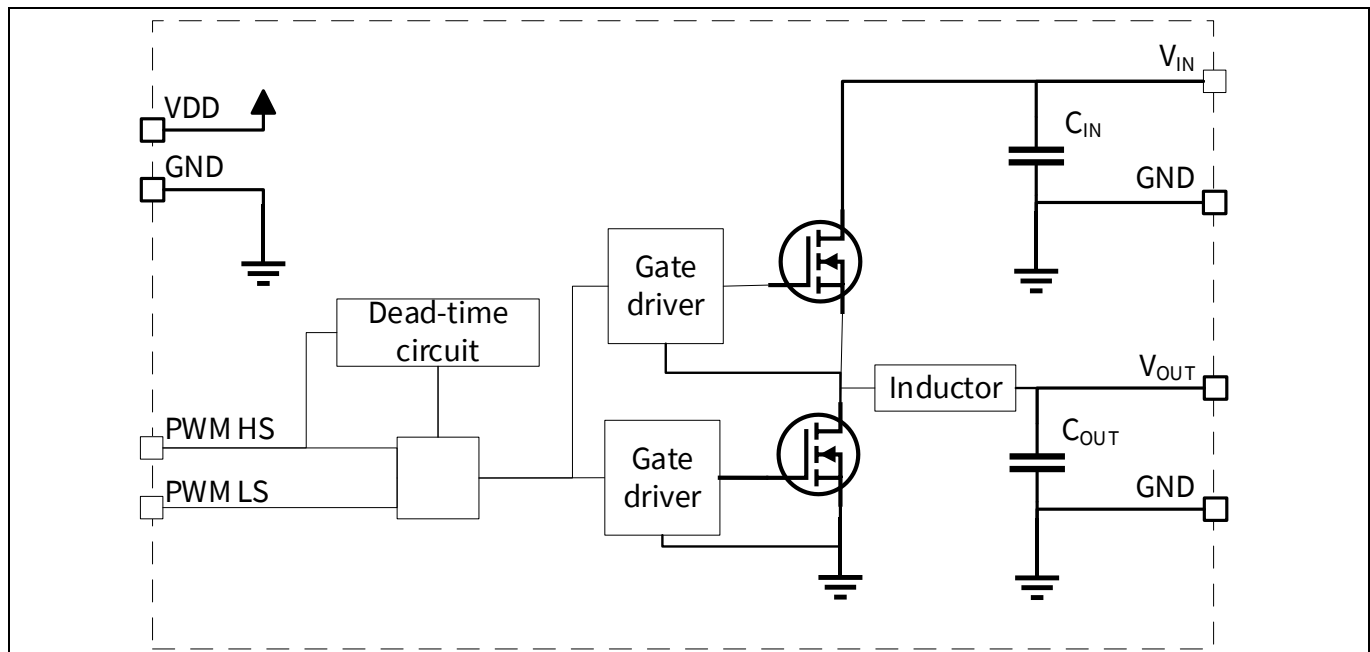 VIN
VDD
CIN
GND
GND
Gate
driver
Dead-time
circuit
VOUT
Inductor
PWM HS
COUT
Gate
driver
PWM LS
GND